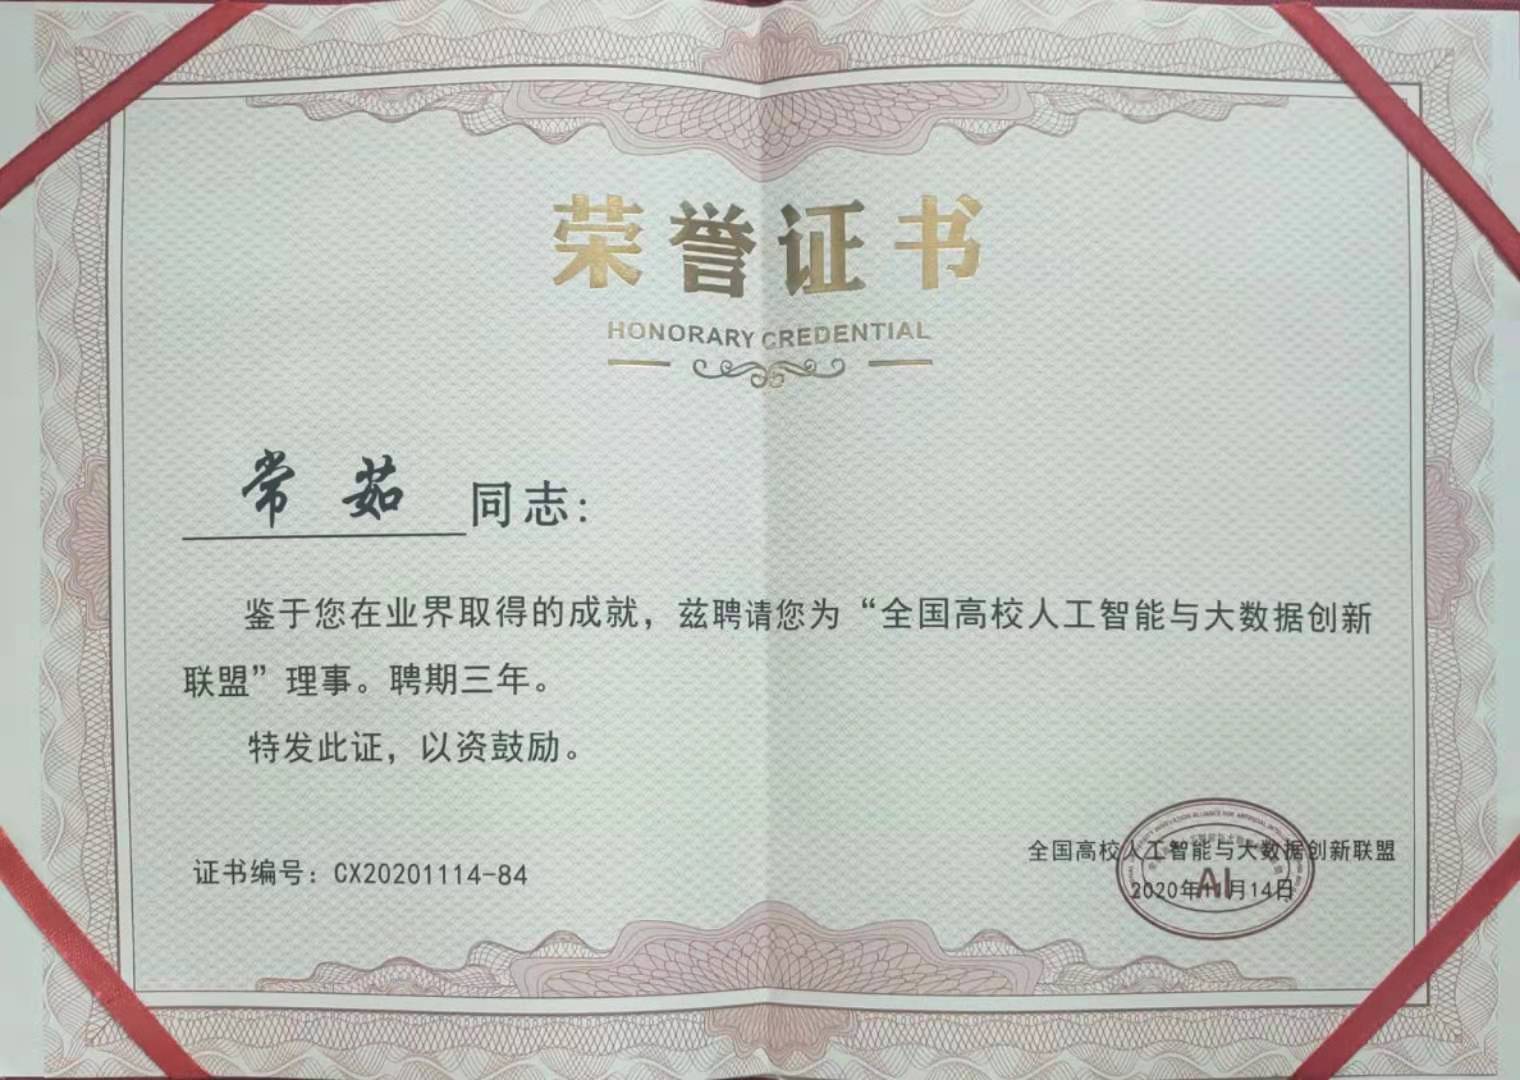 荣誉证书
HONORARY CREDENTIAL
常 茹 同志:
鉴于您在业界取得的成就，兹聘请您为“全国高校人工智能与大数据创新
联盟”理事。聘期三年。
特发此证，以资鼓励。
证书编号：CX20201114-84
全国高校人工智能与大数据创新联盟
2020年11月14日
AI